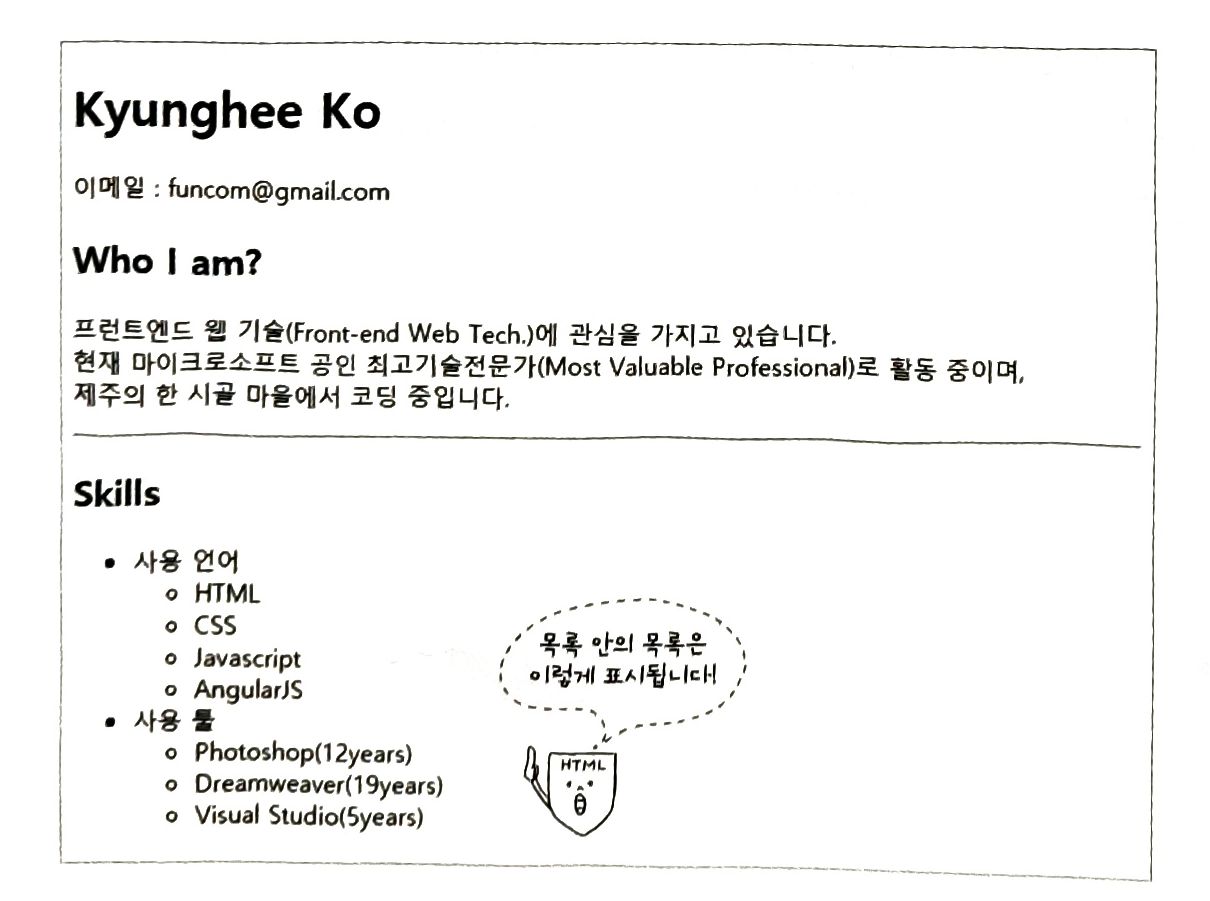 Kyunghee Ko
이메일 : funcom@gmail.com
Who I am?
프런트엔드 웹 기술(Front-end Web Tech.)에 관심을 가지고 있습니다.
현재 마이크로소프트 공인 최고기술전문가(Most Valuable Professional)로 활동 중이며,
제주의 한 시골 마을에서 코딩 중입니다.
Skills
• 사용 언어
○ HTML
○ CSS
○ Javascript
○ AngularJS
• 사용 툴
○ Photoshop(12years)
○ Dreamweaver(19years)
○ Visual Studio(5years)
목록 안의 목록은
이렇게 표시됩니다!
HTML